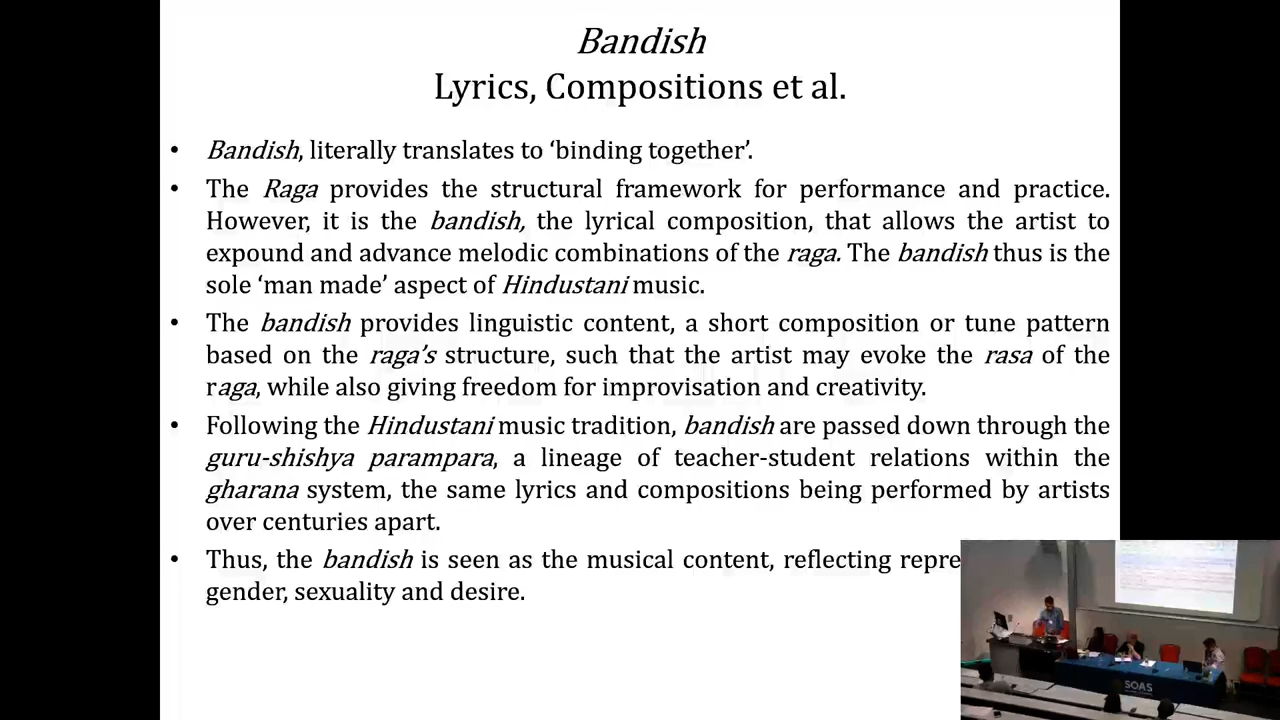 Bandish
Lyrics, Compositions et al.
• Bandish, literally translates to ‘binding together’.
• The Raga provides the structural framework for performance and practice.
However, it is the bandish, the lyrical composition, that allows the artist to
expound and advance melodic combinations of the raga. The bandish thus is the
sole ‘man made’ aspect of Hindustani music.
• The bandish provides linguistic content, a short composition or tune pattern
based on the raga’s structure, such that the artist may evoke the rasa of the
raga, while also giving freedom for improvisation and creativity.
• Following the Hindustani music tradition, bandish are passed down through the
guru-shishya parampara, a lineage of teacher-student relations within the
gharana system, the same lyrics and compositions being performed by artists
over centuries apart.
• Thus, the bandish is seen as the musical content, reflecting repre
gender, sexuality and desire.
SOAS